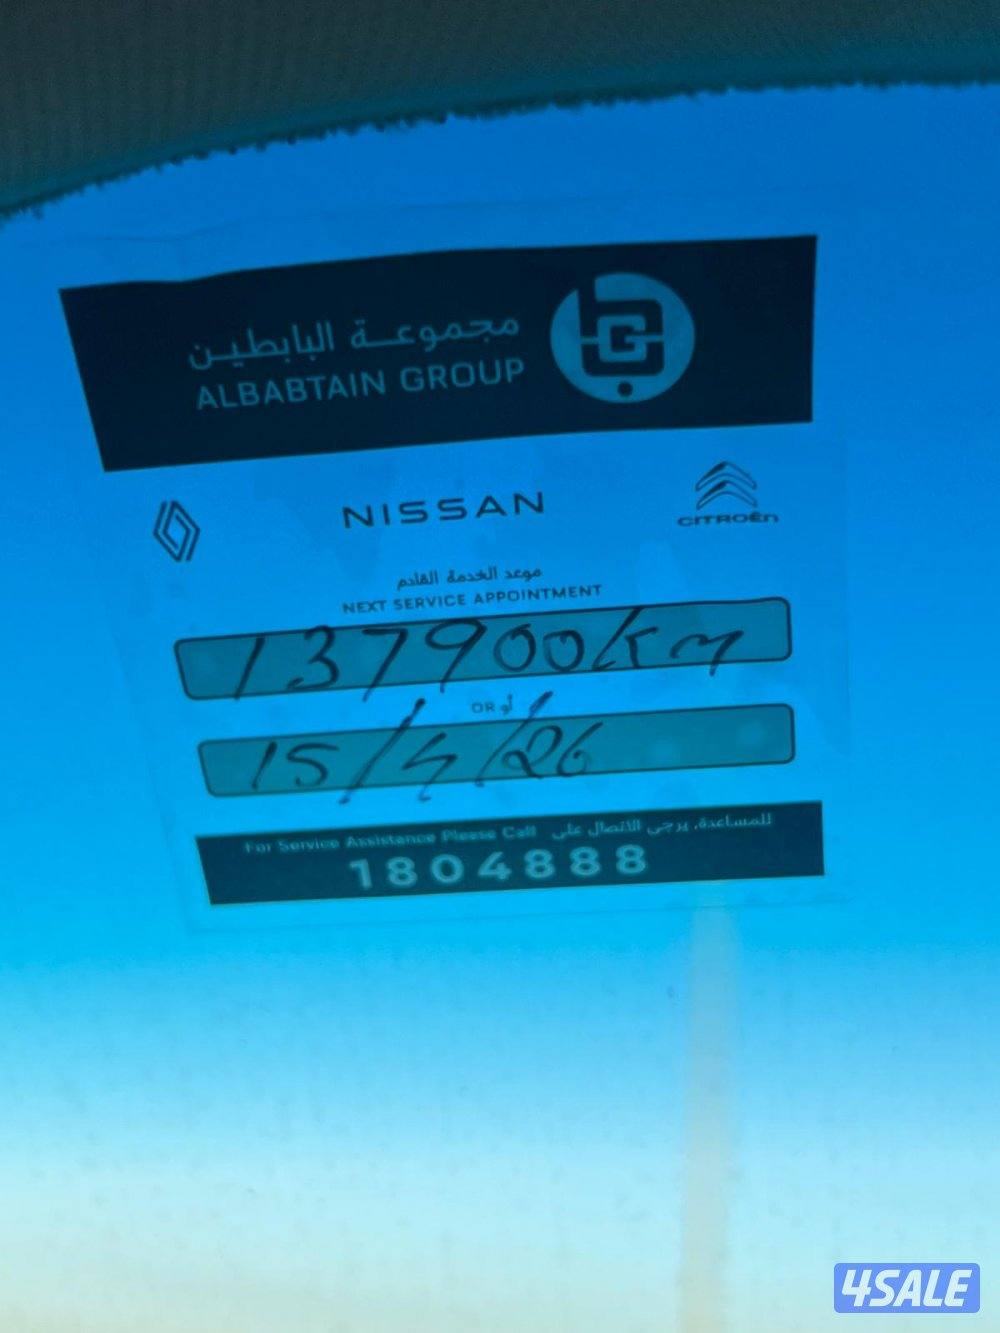 مجموعة البابطين
ALBABTAIN GROUP
NISSAN
CITROËN
موعد الخدمة القادم
NEXT SERVICE APPOINTMENT
137900km
OR أو
15/4/26
For Service Assistance Please Call للمساعدة، يرجى الاتصال على
1804888
4SALE